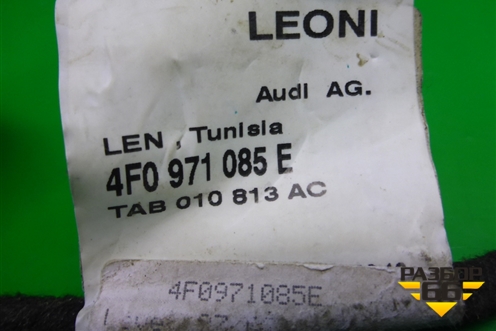 LEONI
Audi AG.
LEN , Tunisia
4F0 971 085 E
TAB 010 813 AC
4F0971085E
РАЗБОР
66